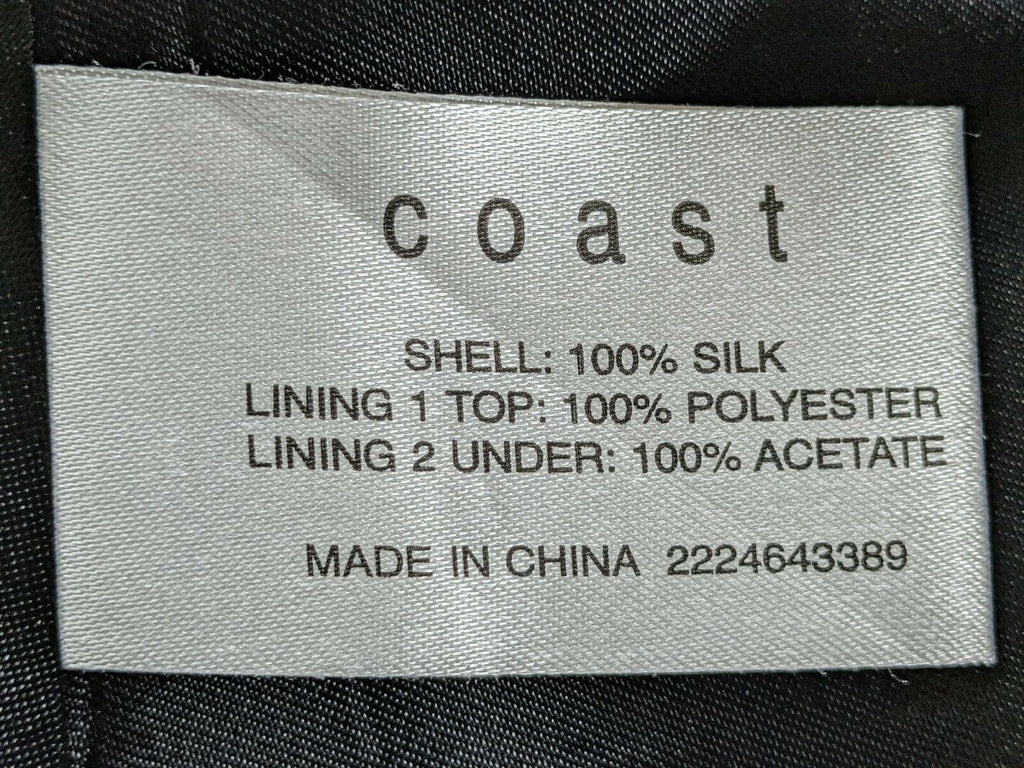 coast
SHELL: 100% SILK
LINING 1 TOP: 100% POLYESTER
LINING 2 UNDER: 100% ACETATE
MADE IN CHINA 2224643389